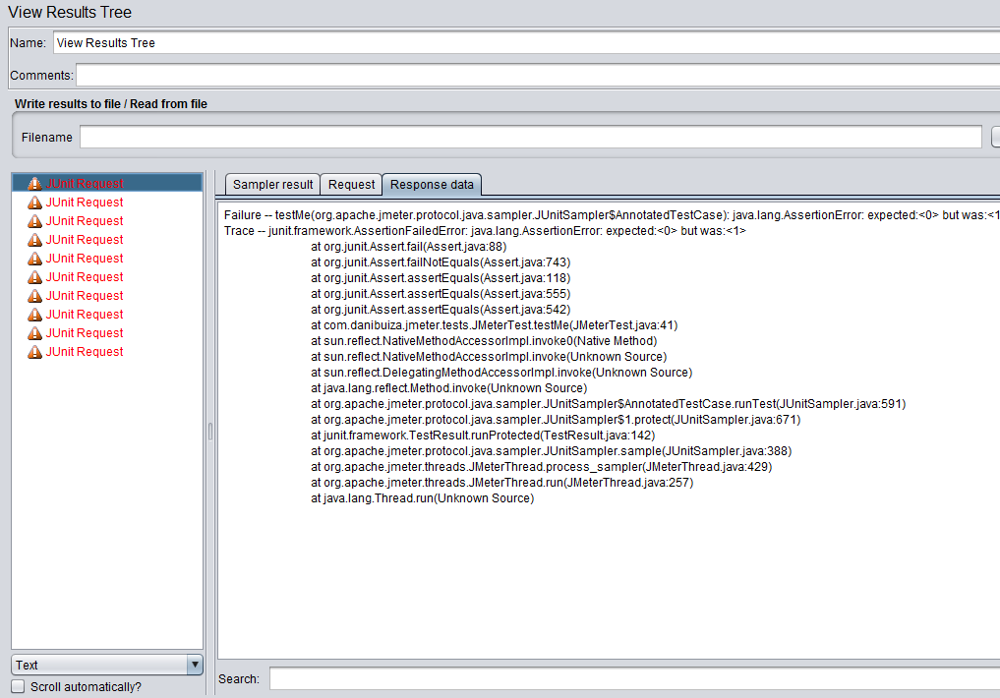 View Results Tree
Name: View Results Tree
Comments:
Write results to file / Read from file
Filename
JUnit Request
JUnit Request
JUnit Request
JUnit Request
JUnit Request
JUnit Request
JUnit Request
JUnit Request
JUnit Request
JUnit Request
Text
Scroll automatically?
Sampler result Request Response data
Failure -- testMe(org.apache.jmeter.protocol.java.sampler.JUnitSampler$AnnotatedTestCase): java.lang.AssertionError: expected:<0> but was:<1
Trace -- junit.framework.AssertionFailedError: java.lang.AssertionError: expected:<0> but was:<1>
at org.junit.Assert.fail(Assert.java:88)
at org.junit.Assert.failNotEquals(Assert.java:743)
at org.junit.Assert.assertEquals(Assert.java:118)
at org.junit.Assert.assertEquals(Assert.java:555)
at org.junit.Assert.assertEquals(Assert.java:542)
at com.danibuiza.jmeter.tests.JMeterTest.testMe(JMeterTest.java:41)
at sun.reflect.NativeMethodAccessorImpl.invoke0(Native Method)
at sun.reflect.NativeMethodAccessorImpl.invoke(Unknown Source)
at sun.reflect.DelegatingMethodAccessorImpl.invoke(Unknown Source)
at java.lang.reflect.Method.invoke(Unknown Source)
at org.apache.jmeter.protocol.java.sampler.JUnitSampler$AnnotatedTestCase.runTest(JUnitSampler.java:591)
at org.apache.jmeter.protocol.java.sampler.JUnitSampler$1.protect(JUnitSampler.java:671)
at junit.framework.TestResult.runProtected(TestResult.java:142)
at org.apache.jmeter.protocol.java.sampler.JUnitSampler.sample(JUnitSampler.java:388)
at org.apache.jmeter.threads.JMeterThread.process_sampler(JMeterThread.java:429)
at org.apache.jmeter.threads.JMeterThread.run(JMeterThread.java:257)
at java.lang.Thread.run(Unknown Source)
Search: